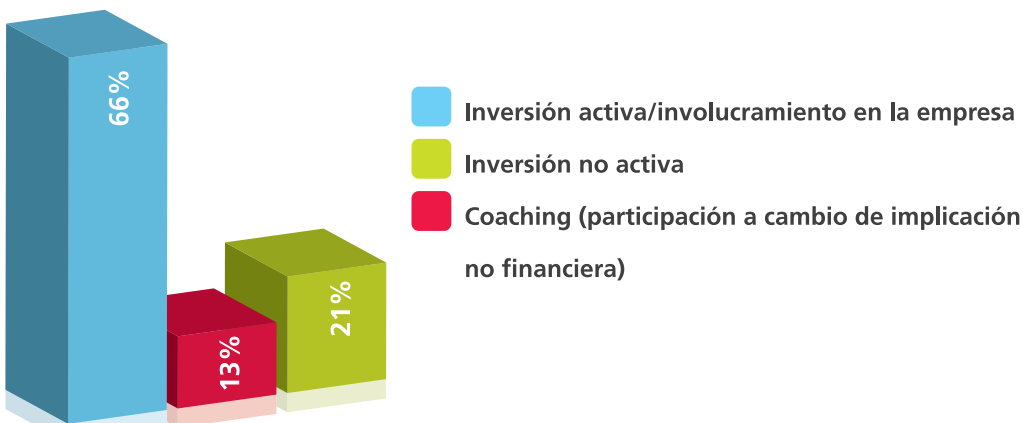 66%
13%
21%
Inversión activa/involucramiento en la empresa
Inversión no activa
Coaching (participación a cambio de implicación
no financiera)